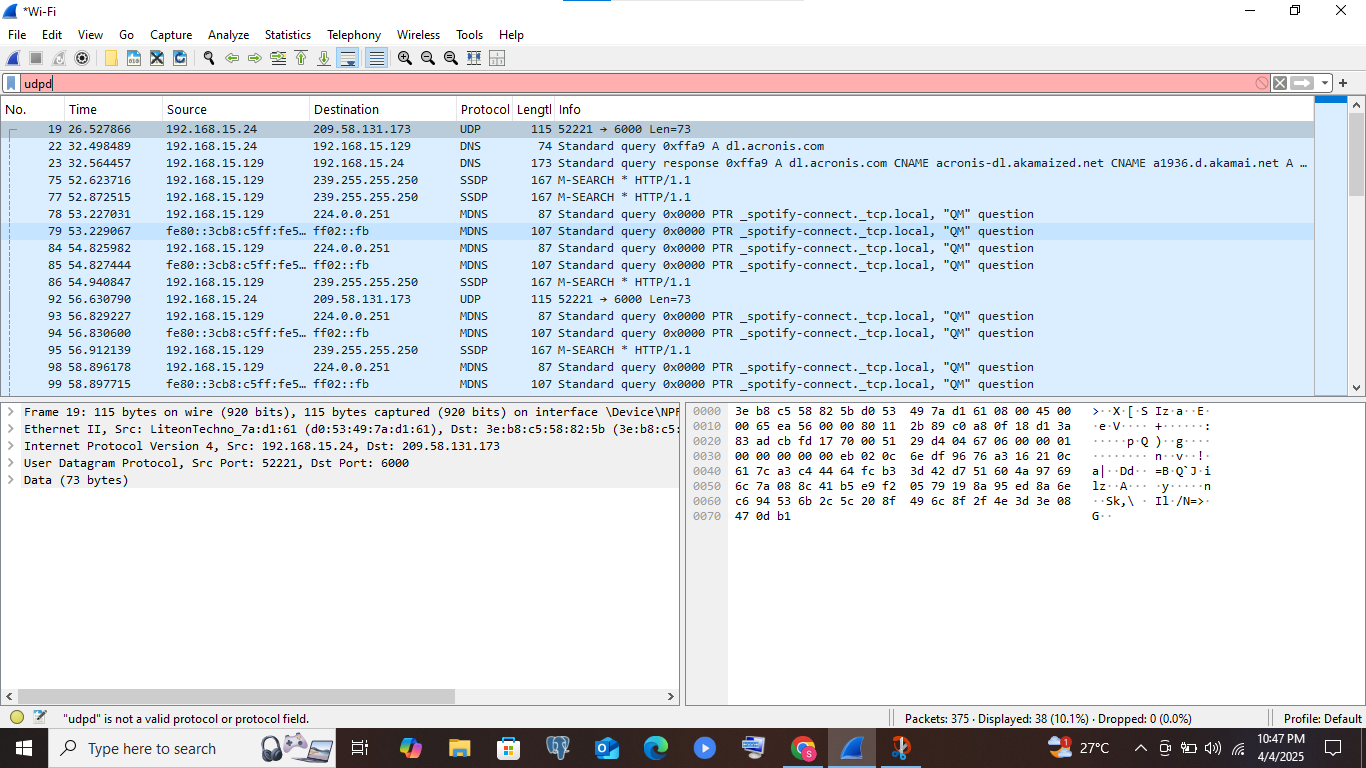 *Wi-Fi
File Edit View Go Capture Analyze Statistics Telephony Wireless Tools Help
udpd
No. Time Source Destination Protocol Lengtl Info
19 26.527866 192.168.15.24 209.58.131.173 UDP 115 52221 → 6000 Len=73
22 32.498489 192.168.15.24 192.168.15.129 DNS 74 Standard query 0xffa9 A dl.acronis.com
23 32.564457 192.168.15.129 192.168.15.24 DNS 173 Standard query response 0xffa9 A dl.acronis.com CNAME acronis-dl.akamaized.net CNAME a1936.d.akamai.net A …
75 52.623716 192.168.15.129 239.255.255.250 SSDP 167 M-SEARCH * HTTP/1.1
77 52.872515 192.168.15.129 239.255.255.250 SSDP 167 M-SEARCH * HTTP/1.1
78 53.227031 192.168.15.129 224.0.0.251 MDNS 87 Standard query 0x0000 PTR _spotify-connect._tcp.local, "QM" question
79 53.229067 fe80::3cb8:c5ff:fe5… ff02::fb MDNS 107 Standard query 0x0000 PTR _spotify-connect._tcp.local, "QM" question
84 54.825982 192.168.15.129 224.0.0.251 MDNS 87 Standard query 0x0000 PTR _spotify-connect._tcp.local, "QM" question
85 54.827444 fe80::3cb8:c5ff:fe5… ff02::fb MDNS 107 Standard query 0x0000 PTR _spotify-connect._tcp.local, "QM" question
86 54.940847 192.168.15.129 239.255.255.250 SSDP 167 M-SEARCH * HTTP/1.1
92 56.630790 192.168.15.24 209.58.131.173 UDP 115 52221 → 6000 Len=73
93 56.829227 192.168.15.129 224.0.0.251 MDNS 87 Standard query 0x0000 PTR _spotify-connect._tcp.local, "QM" question
94 56.830600 fe80::3cb8:c5ff:fe5… ff02::fb MDNS 107 Standard query 0x0000 PTR _spotify-connect._tcp.local, "QM" question
95 56.912139 192.168.15.129 239.255.255.250 SSDP 167 M-SEARCH * HTTP/1.1
98 58.896178 192.168.15.129 224.0.0.251 MDNS 87 Standard query 0x0000 PTR _spotify-connect._tcp.local, "QM" question
99 58.897715 fe80::3cb8:c5ff:fe5… ff02::fb MDNS 107 Standard query 0x0000 PTR _spotify-connect._tcp.local, "QM" question
Frame 19: 115 bytes on wire (920 bits), 115 bytes captured (920 bits) on interface \Device\NPF
Ethernet II, Src: LiteonTechno_7a:d1:61 (d0:53:49:7a:d1:61), Dst: 3e:b8:c5:58:82:5b (3e:b8:c5:
Internet Protocol Version 4, Src: 192.168.15.24, Dst: 209.58.131.173
User Datagram Protocol, Src Port: 52221, Dst Port: 6000
Data (73 bytes)
0000 3e b8 c5 58 82 5b d0 53 49 7a d1 61 08 00 45 00 >··X·[·S Iz·a··E·
0010 00 65 ea 56 00 00 80 11 2b 89 c0 a8 0f 18 d1 3a ·e·V···· +······:
0020 83 ad cb fd 17 70 00 51 29 d4 04 67 06 00 00 01 ·····p·Q )··g····
0030 00 00 00 00 00 eb 02 0c 6e df 96 76 a3 16 21 0c ········ n··v··!·
0040 61 7c a3 c4 44 64 fc b3 3d 42 d7 51 60 4a 97 69 a|··Dd·· =B·Q`J·i
0050 6c 7a 08 8c 41 b5 e9 f2 05 79 19 8a 95 ed 8a 6e lz··A··· ·y·····n
0060 c6 94 53 6b 2c 5c 20 8f 49 6c 8f 2f 4e 3d 3e 08 ··Sk,\ · Il·/N=>·
0070 47 0d b1 G··
"udpd" is not a valid protocol or protocol field.
Packets: 375 · Displayed: 38 (10.1%) · Dropped: 0 (0.0%)
Profile: Default
Type here to search
1
27°C
10:47 PM
4/4/2025